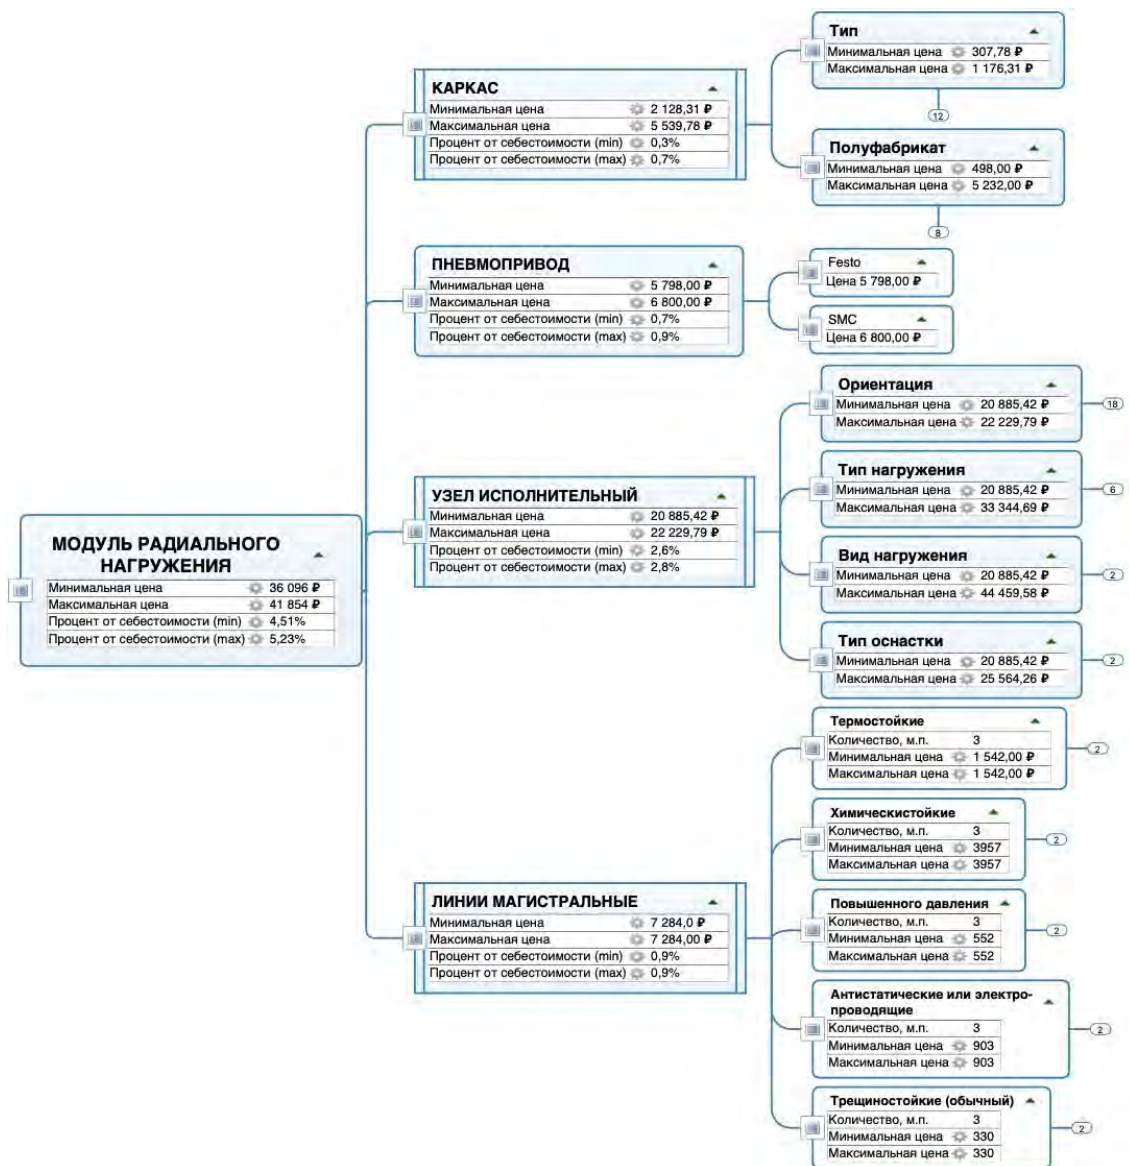 МОДУЛЬ РАДИАЛЬНОГО
НАГРУЖЕНИЯ
Минимальная цена 36 096 ₽
Максимальная цена 41 854 ₽
Процент от себестоимости (min) 4,51%
Процент от себестоимости (max) 5,23%
КАРКАС
Минимальная цена 2 128,31 ₽
Максимальная цена 5 539,78 ₽
Процент от себестоимости (min) 0,3%
Процент от себестоимости (max) 0,7%
Тип
Минимальная цена 307,78 ₽
Максимальная цена 1 176,31 ₽
12
Полуфабрикат
Минимальная цена 498,00 ₽
Максимальная цена 5 232,00 ₽
8
ПНЕВМОПРИВОД
Минимальная цена 5 798,00 ₽
Максимальная цена 6 800,00 ₽
Процент от себестоимости (min) 0,7%
Процент от себестоимости (max) 0,9%
Festo
Цена 5 798,00 ₽
SMC
Цена 6 800,00 ₽
УЗЕЛ ИСПОЛНИТЕЛЬНЫЙ
Минимальная цена 20 885,42 ₽
Максимальная цена 22 229,79 ₽
Процент от себестоимости (min) 2,6%
Процент от себестоимости (max) 2,8%
Ориентация
Минимальная цена 20 885,42 ₽
Максимальная цена 22 229,79 ₽
18
Тип нагружения
Минимальная цена 20 885,42 ₽
Максимальная цена 33 344,69 ₽
6
Вид нагружения
Минимальная цена 20 885,42 ₽
Максимальная цена 44 459,58 ₽
2
Тип оснастки
Минимальная цена 20 885,42 ₽
Максимальная цена 25 564,26 ₽
2
ЛИНИИ МАГИСТРАЛЬНЫЕ
Минимальная цена 7 284,0 ₽
Максимальная цена 7 284,00 ₽
Процент от себестоимости (min) 0,9%
Процент от себестоимости (max) 0,9%
Термостойкие
Количество, м.п. 3
Минимальная цена 1 542,00 ₽
Максимальная цена 1 542,00 ₽
2
Химическистойкие
Количество, м.п. 3
Минимальная цена 3957
Максимальная цена 3957
2
Повышенного давления
Количество, м.п. 3
Минимальная цена 552
Максимальная цена 552
2
Антистатические или электро-
проводящие
Количество, м.п. 3
Минимальная цена 903
Максимальная цена 903
2
Трещиностойкие (обычный)
Количество, м.п. 3
Минимальная цена 330
Максимальная цена 330
2